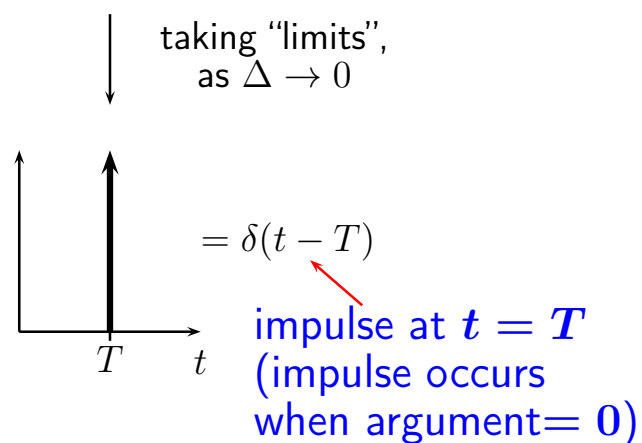 taking “limits”,
as Δ → 0
= δ(t − T)
T
t
impulse at t = T
(impulse occurs
when argument= 0)